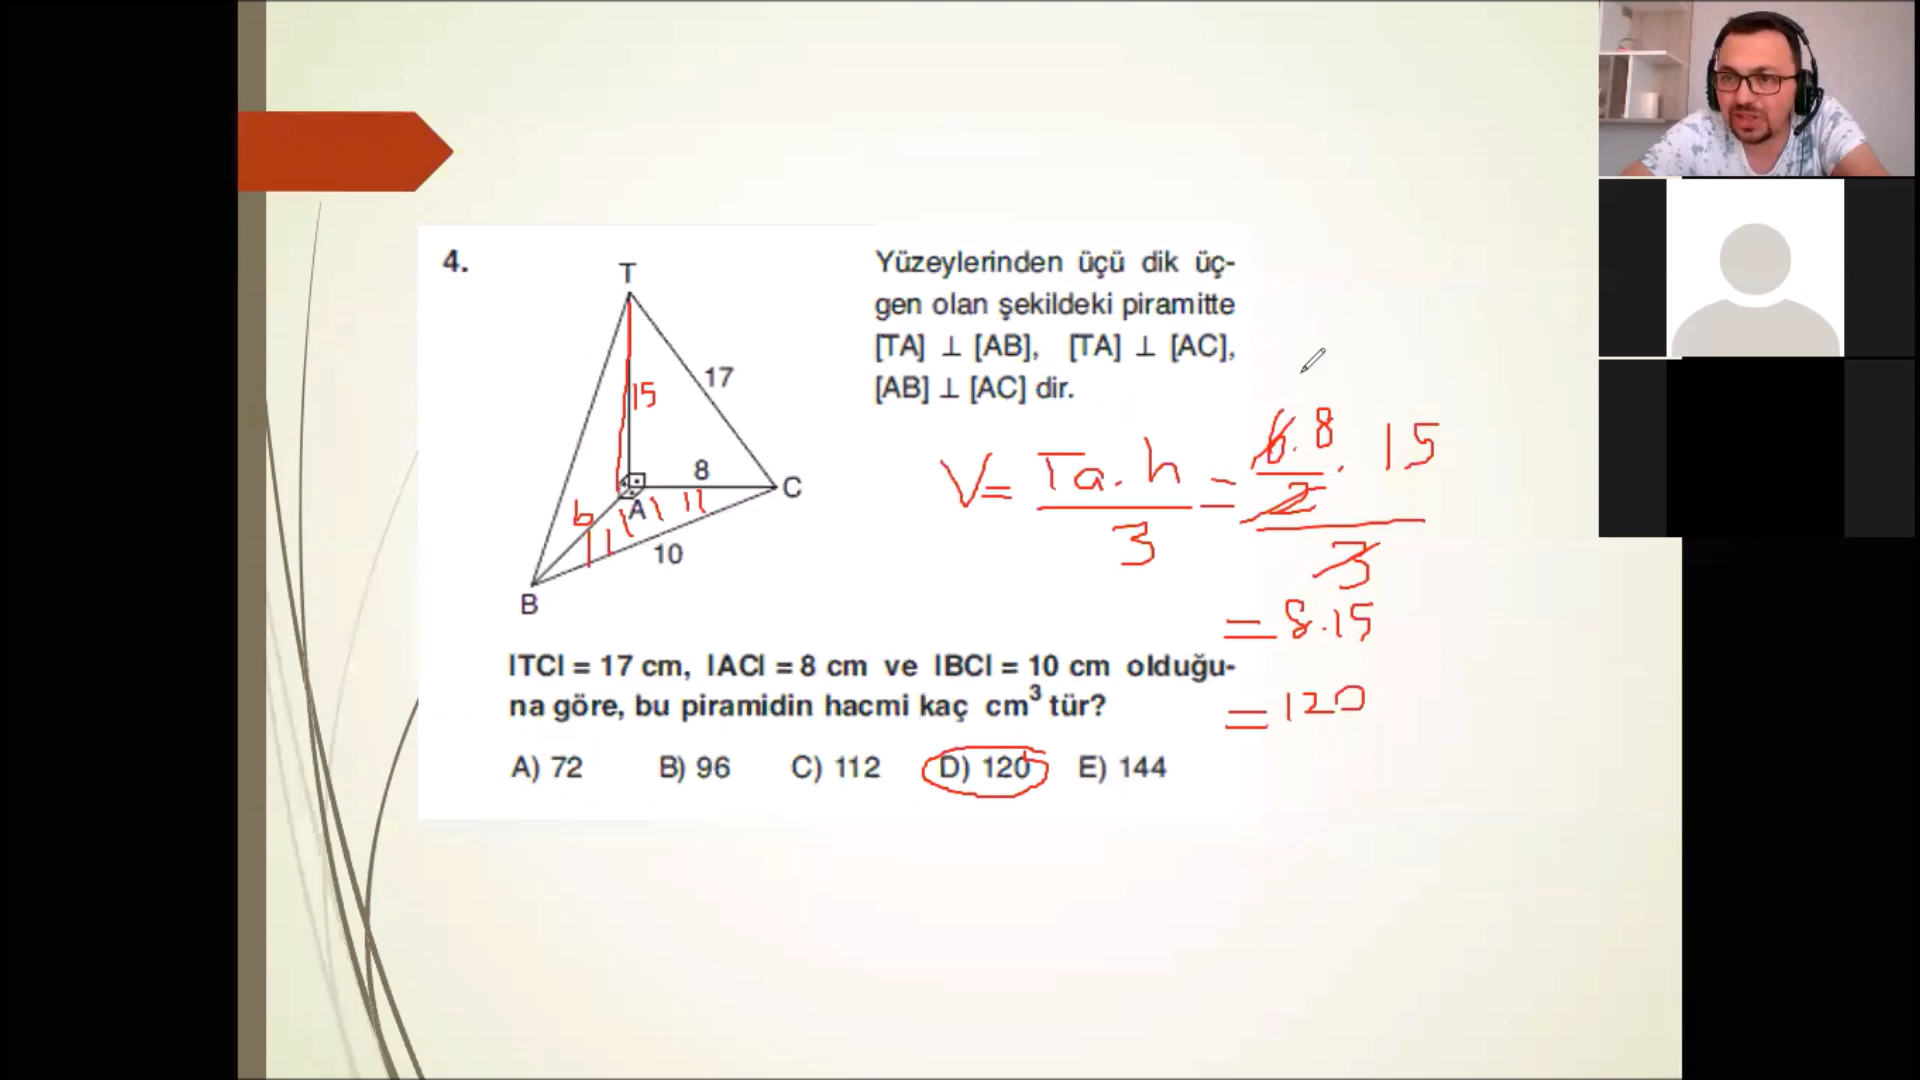 4.
T
17
15
8
A
C
6
10
B
Yüzeylerinden üçü dik üç-
gen olan şekildeki piramitte
[TA] ⊥ [AB], [TA] ⊥ [AC],
[AB] ⊥ [AC] dir.
V = Ta.h / 3 = 6.8 / 2 . 15 / 3
= 8.15
= 120
|TC| = 17 cm, |AC| = 8 cm ve |BC| = 10 cm olduğu-
na göre, bu piramidin hacmi kaç cm³ tür?
A) 72 B) 96 C) 112 D) 120 E) 144